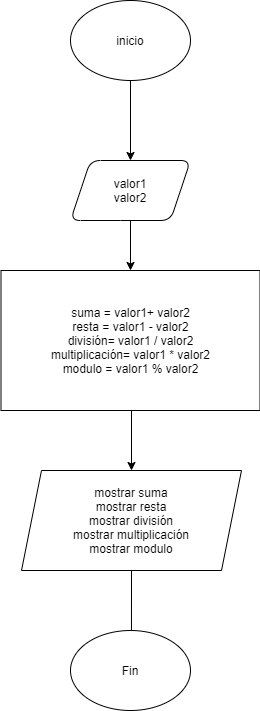 inicio
valor1
valor2
suma = valor1+ valor2
resta = valor1 - valor2
división= valor1 / valor2
multiplicación= valor1 * valor2
modulo = valor1 % valor2
mostrar suma
mostrar resta
mostrar división
mostrar multiplicación
mostrar modulo
Fin